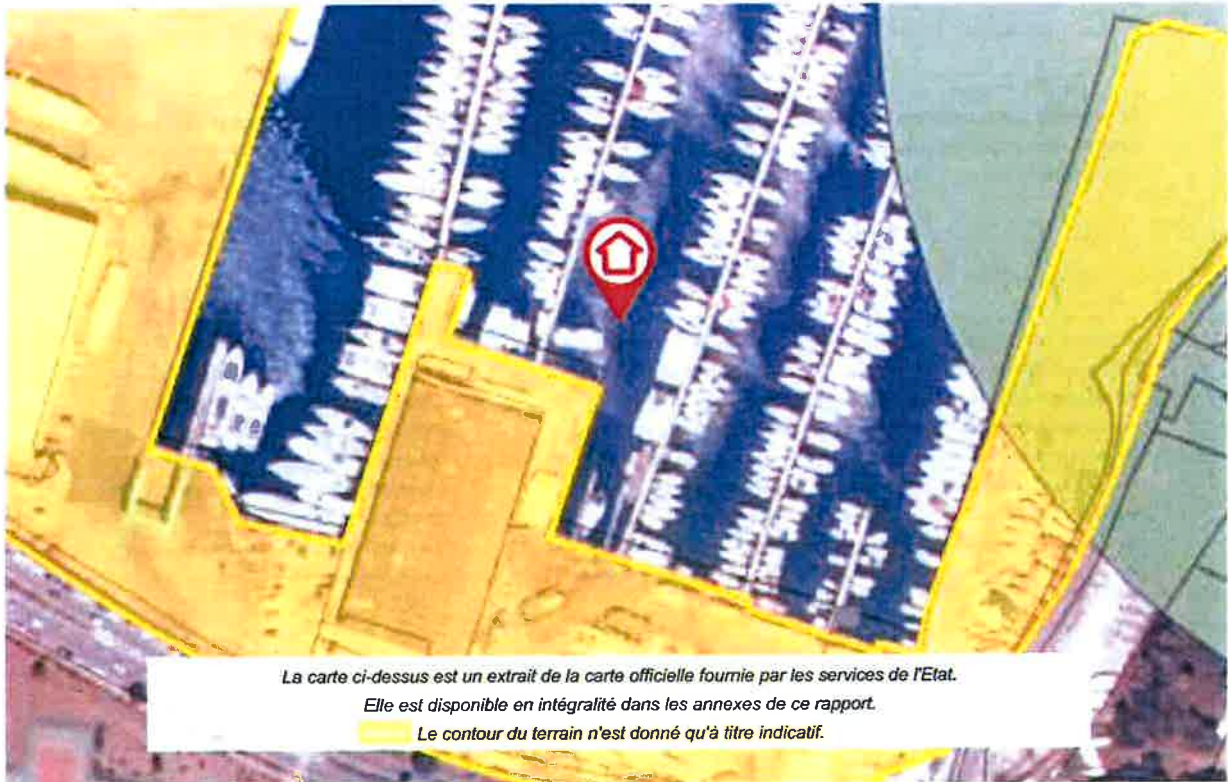 La carte ci-dessus est un extrait de la carte officielle fournie par les services de l'Etat.
Elle est disponible en intégralité dans les annexes de ce rapport.
Le contour du terrain n'est donné qu'à titre indicatif.